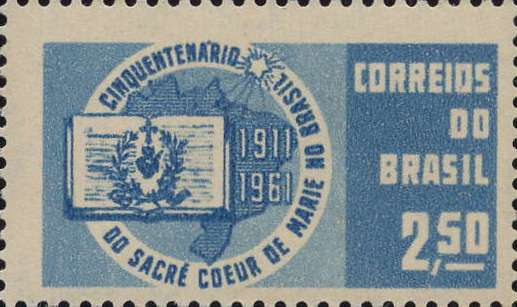 CINQUENTENÁRIO
DO SACRÉ COEUR DE MARIE NO BRASIL
1911
1961
CORREIOS
DO
BRASIL
2,50